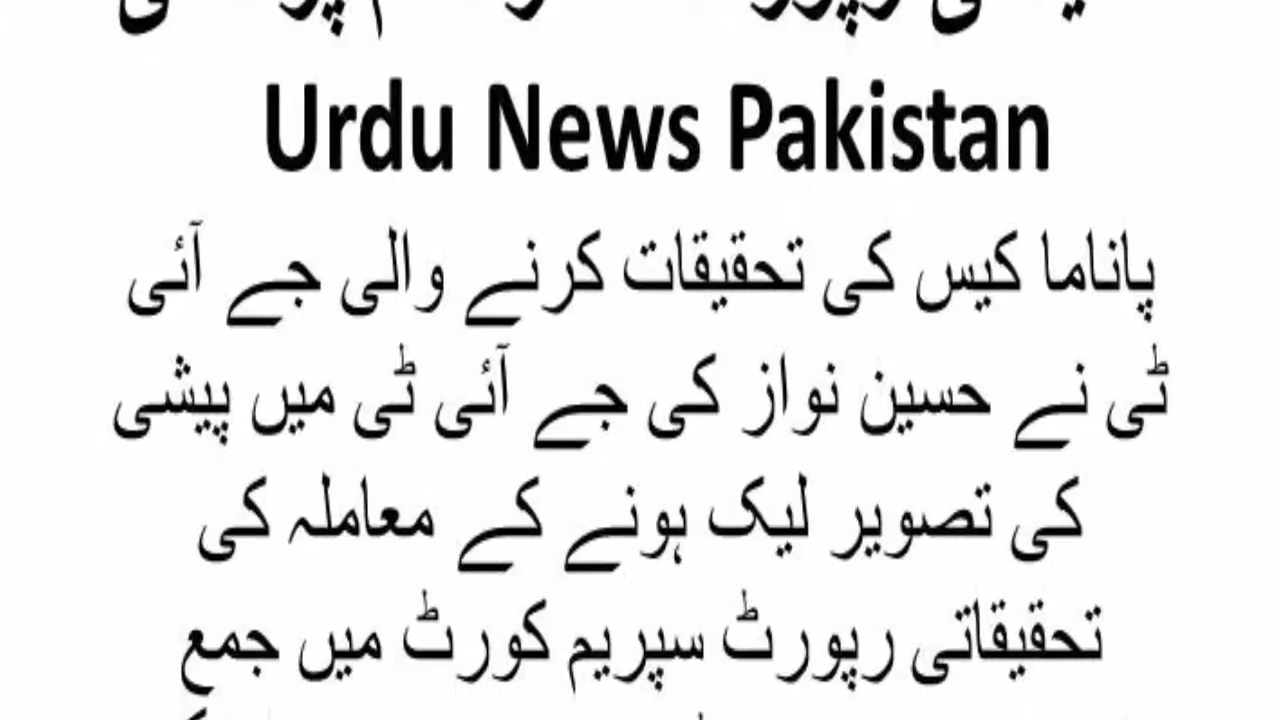 Urdu News Pakistan
پاناما کیس کی تحقیقات کرنے والی جے آئی
ٹی نے حسین نواز کی جے آئی ٹی میں پیشی
کی تصویر لیک ہونے کے معاملہ کی
تحقیقاتی رپورٹ سپریم کورٹ میں جمع